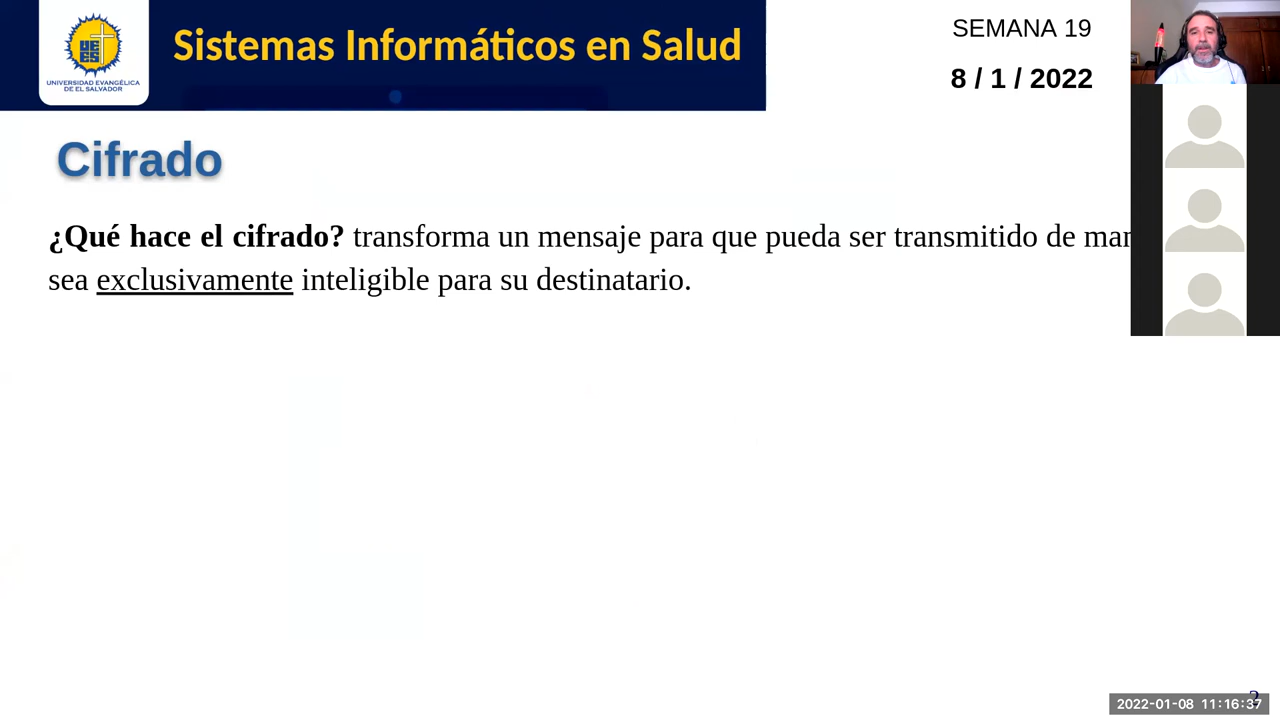 UNIVERSIDAD EVANGÉLICA
DE EL SALVADOR
Sistemas Informáticos en Salud
SEMANA 19
8 / 1 / 2022
Cifrado
¿Qué hace el cifrado? transforma un mensaje para que pueda ser transmitido de
sea exclusivamente inteligible para su destinatario.
2022-01-08 11:16:37